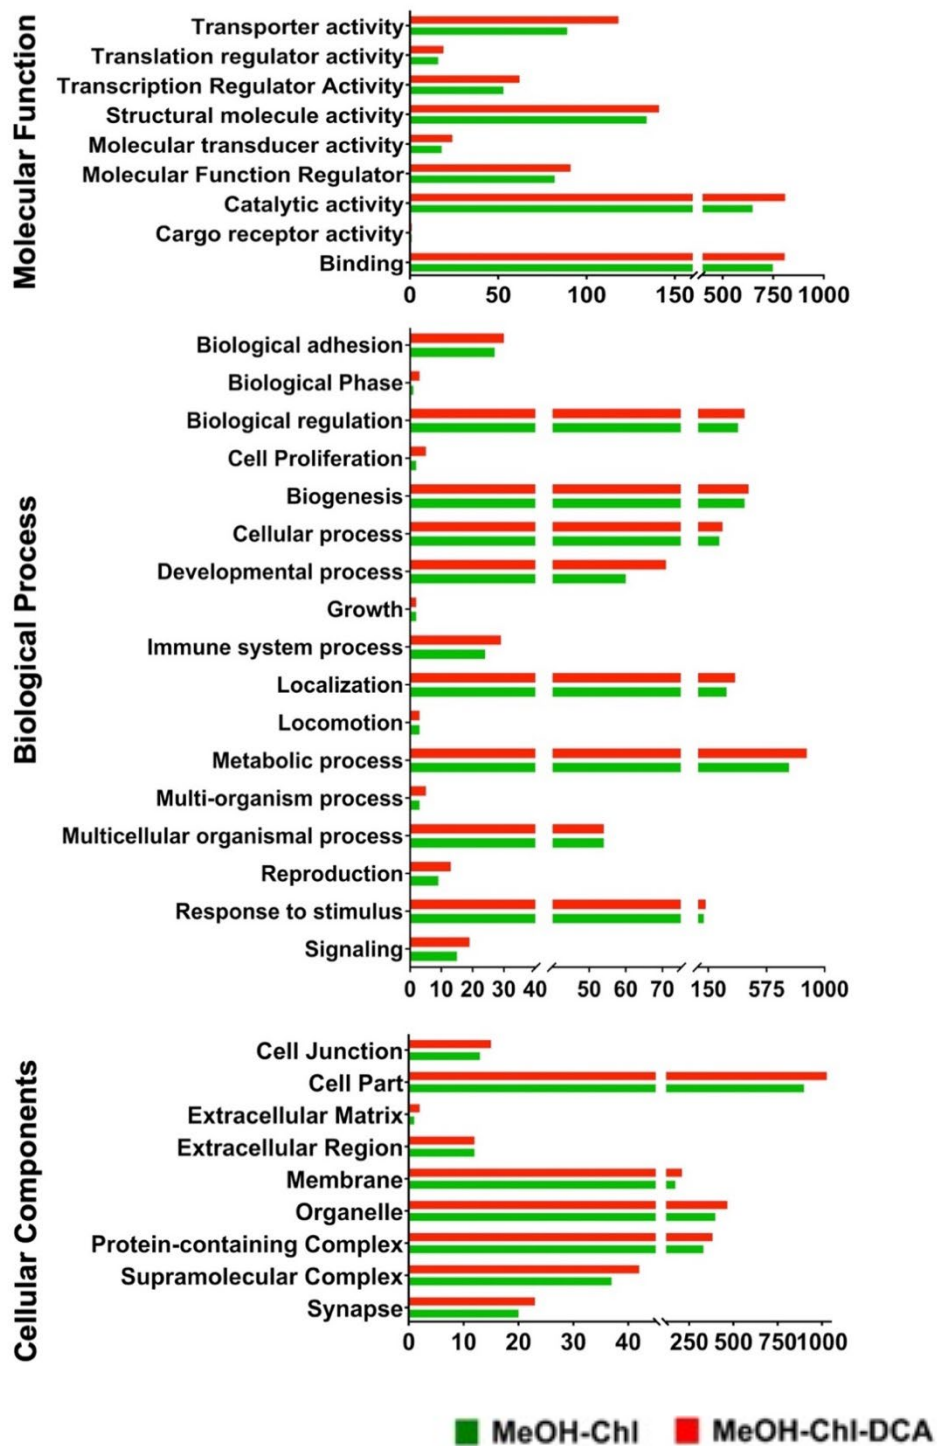 Molecular Function
Transporter activity
Translation regulator activity
Transcription Regulator Activity
Structural molecule activity
Molecular transducer activity
Molecular Function Regulator
Catalytic activity
Cargo receptor activity
Binding
0 50 100 150 500 750 1000
Biological Process
Biological adhesion
Biological Phase
Biological regulation
Cell Proliferation
Biogenesis
Cellular process
Developmental process
Growth
Immune system process
Localization
Locomotion
Metabolic process
Multi-organism process
Multicellular organismal process
Reproduction
Response to stimulus
Signaling
0 10 20 30 40 50 60 70 150 575 1000
Cellular Components
Cell Junction
Cell Part
Extracellular Matrix
Extracellular Region
Membrane
Organelle
Protein-containing Complex
Supramolecular Complex
Synapse
0 10 20 30 40 250 500 750 1000
MeOH-Chl MeOH-Chl-DCA